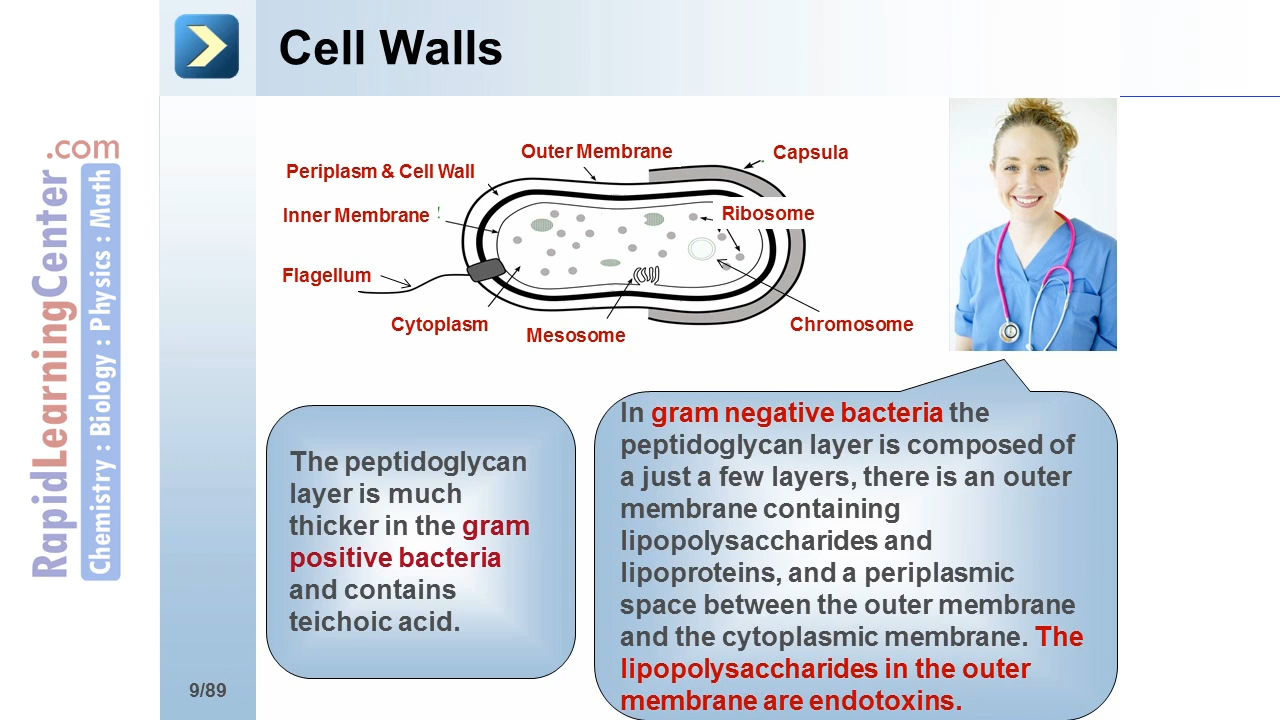 Cell Walls
.com
RapidLearningCenter
Chemistry : Biology : Physics : Math
Outer Membrane
Capsula
Periplasm & Cell Wall
Inner Membrane
Ribosome
Flagellum
Cytoplasm
Mesosome
Chromosome
The peptidoglycan
layer is much
thicker in the gram
positive bacteria
and contains
teichoic acid.
In gram negative bacteria the
peptidoglycan layer is composed of
a just a few layers, there is an outer
membrane containing
lipopolysaccharides and
lipoproteins, and a periplasmic
space between the outer membrane
and the cytoplasmic membrane. The
lipopolysaccharides in the outer
membrane are endotoxins.
9/89